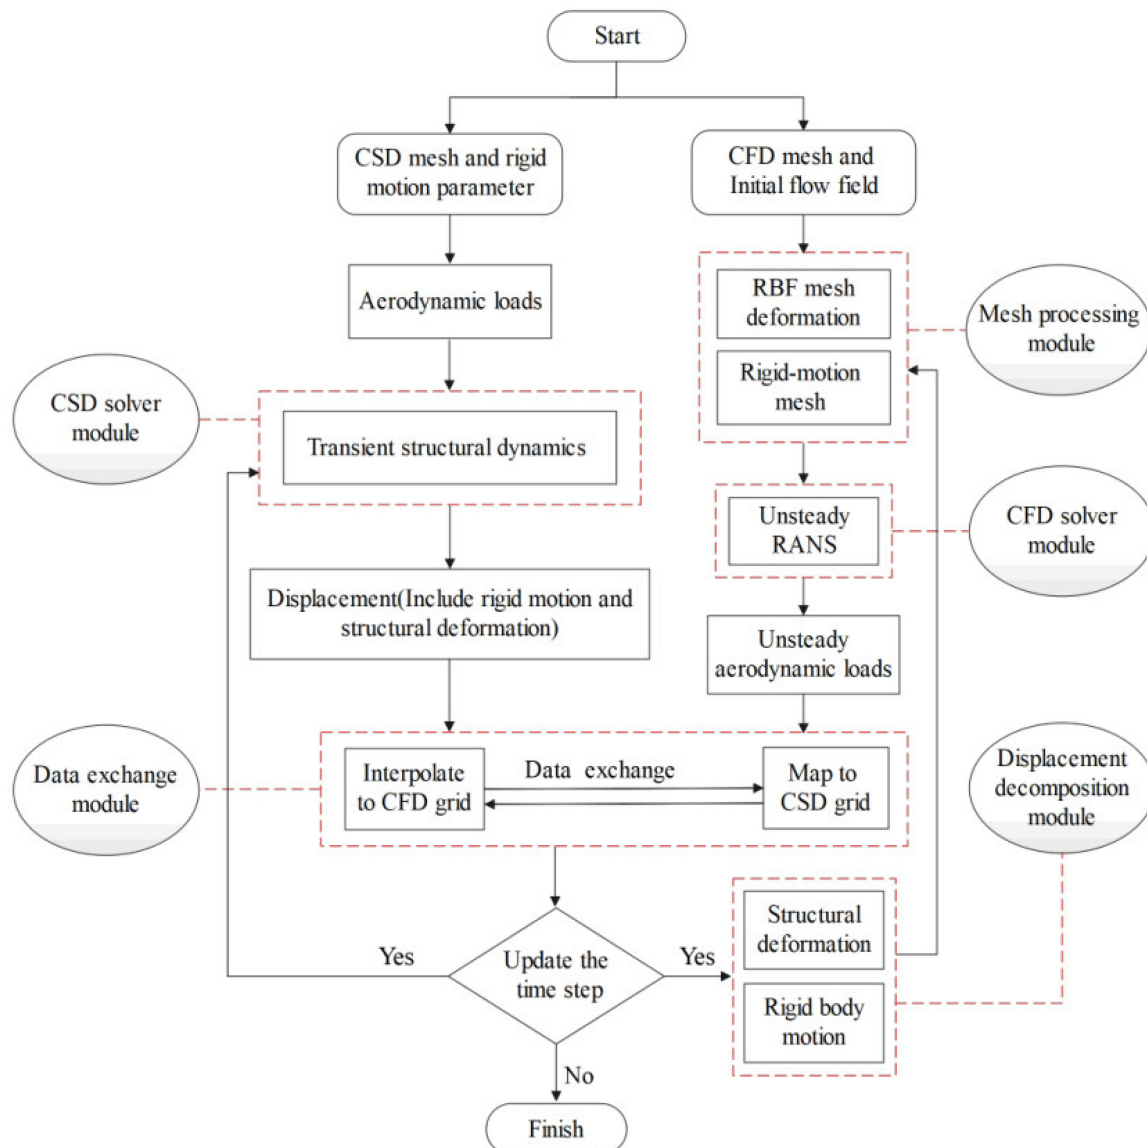 Start
CSD mesh and rigid
motion parameter
CFD mesh and
Initial flow field
Aerodynamic loads
RBF mesh
deformation
Rigid-motion
mesh
Mesh processing
module
CSD solver
module
Transient structural dynamics
Unsteady
RANS
CFD solver
module
Displacement(Include rigid motion and
structural deformation)
Unsteady
aerodynamic loads
Data exchange
module
Interpolate
to CFD grid
Data exchange
Map to
CSD grid
Displacement
decomposition
module
Yes
Update the
time step
Yes
Structural
deformation
Rigid body
motion
No
Finish